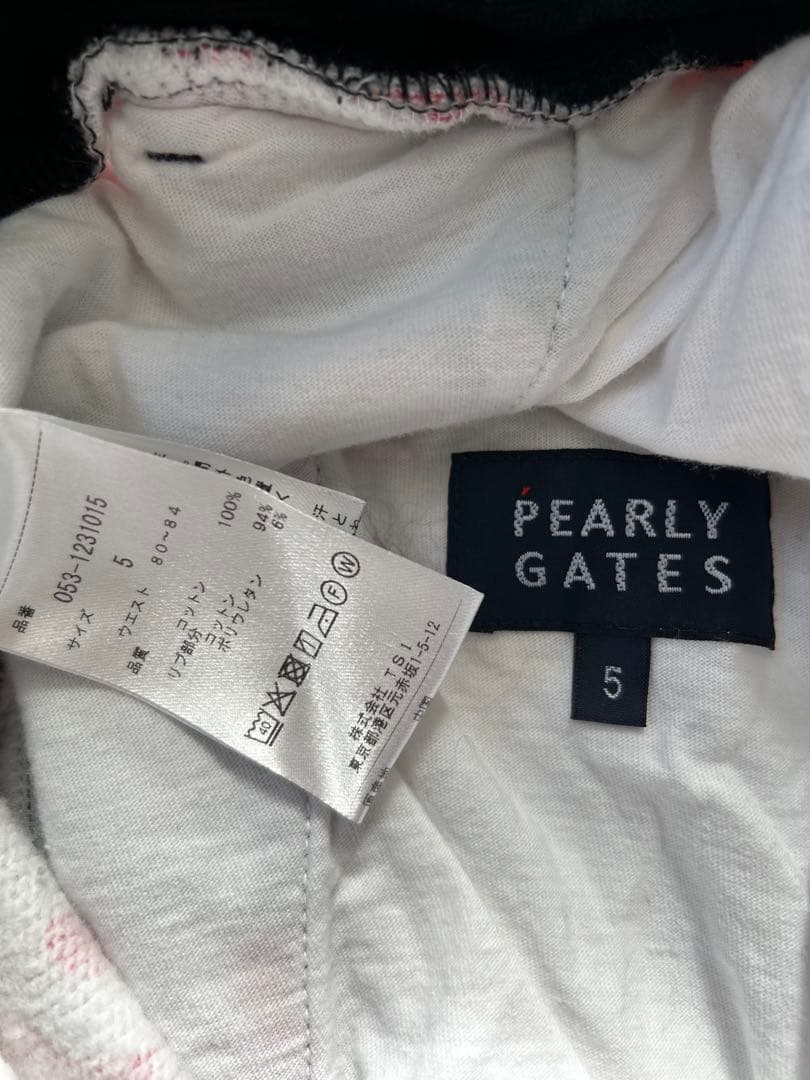 PEARLY
GATES
5
品番
053-1231015
サイズ
5
ウエスト
80~84
品質
コットン 100%
リブ部分 コットン 94%
ポリウレタン 6%
40
F
W
株式会社 TSI
東京都港区元赤坂1-5-12